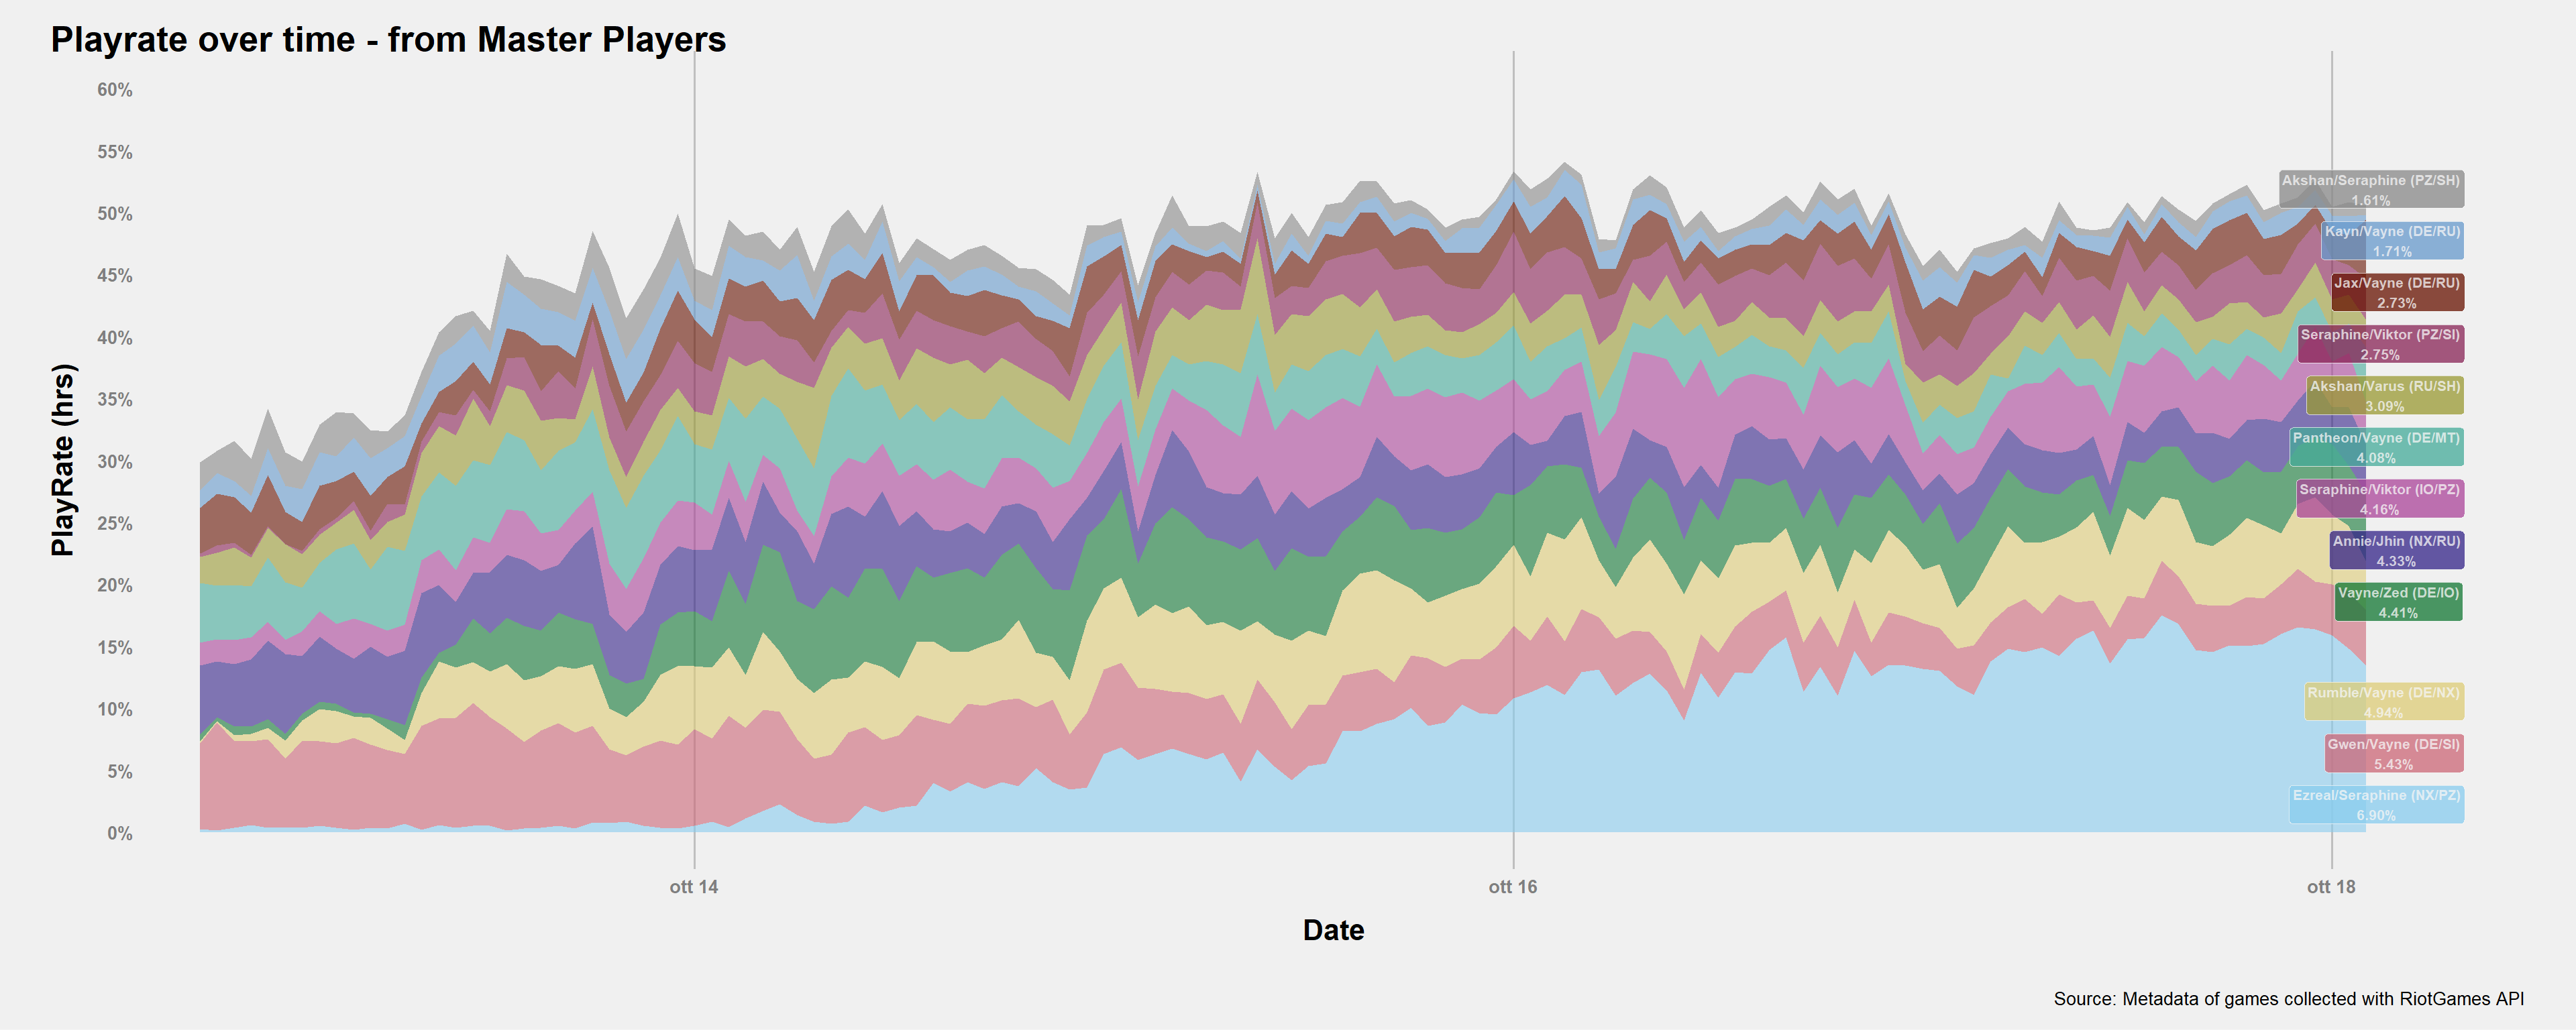 Playrate over time - from Master Players
PlayRate (hrs)
60%
55%
50%
45%
40%
35%
30%
25%
20%
15%
10%
5%
0%
Akshan/Seraphine (PZ/SH)
1.61%
Kayn/Vayne (DE/RU)
1.71%
Jax/Vayne (DE/RU)
2.73%
Seraphine/Viktor (PZ/SI)
2.75%
Akshan/Varus (RU/SH)
3.09%
Pantheon/Vayne (DE/MT)
4.08%
Seraphine/Viktor (IO/PZ)
4.16%
Annie/Jhin (NX/RU)
4.33%
Vayne/Zed (DE/IO)
4.41%
Rumble/Vayne (DE/NX)
4.94%
Gwen/Vayne (DE/SI)
5.43%
Ezreal/Seraphine (NX/PZ)
6.90%
ott 14
ott 16
ott 18
Date
Source: Metadata of games collected with RiotGames API